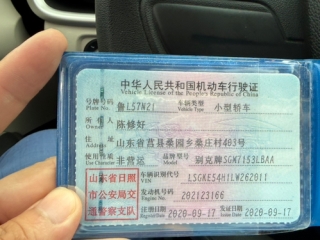 中华人民共和国机动车行驶证
Vehicle License of the People's Republic of China
号牌号码 鲁L57N21 车辆类型 小型轿车
Plate No. Vehicle Type
所有人 陈修好
Owner
住址 山东省莒县桑园乡柴庄村403号
Address
使用性质 非营运 品牌型号 别克牌SGM7153LBAA
Use Character Model
山东省日照
市公安局交
通警察支队
车辆识别代号 LSGKE54H1LW262011
VIN
发动机号码 202123166
Engine No.
注册日期 2020-09-17 发证日期 2020-09-17
Register Date Issue Date